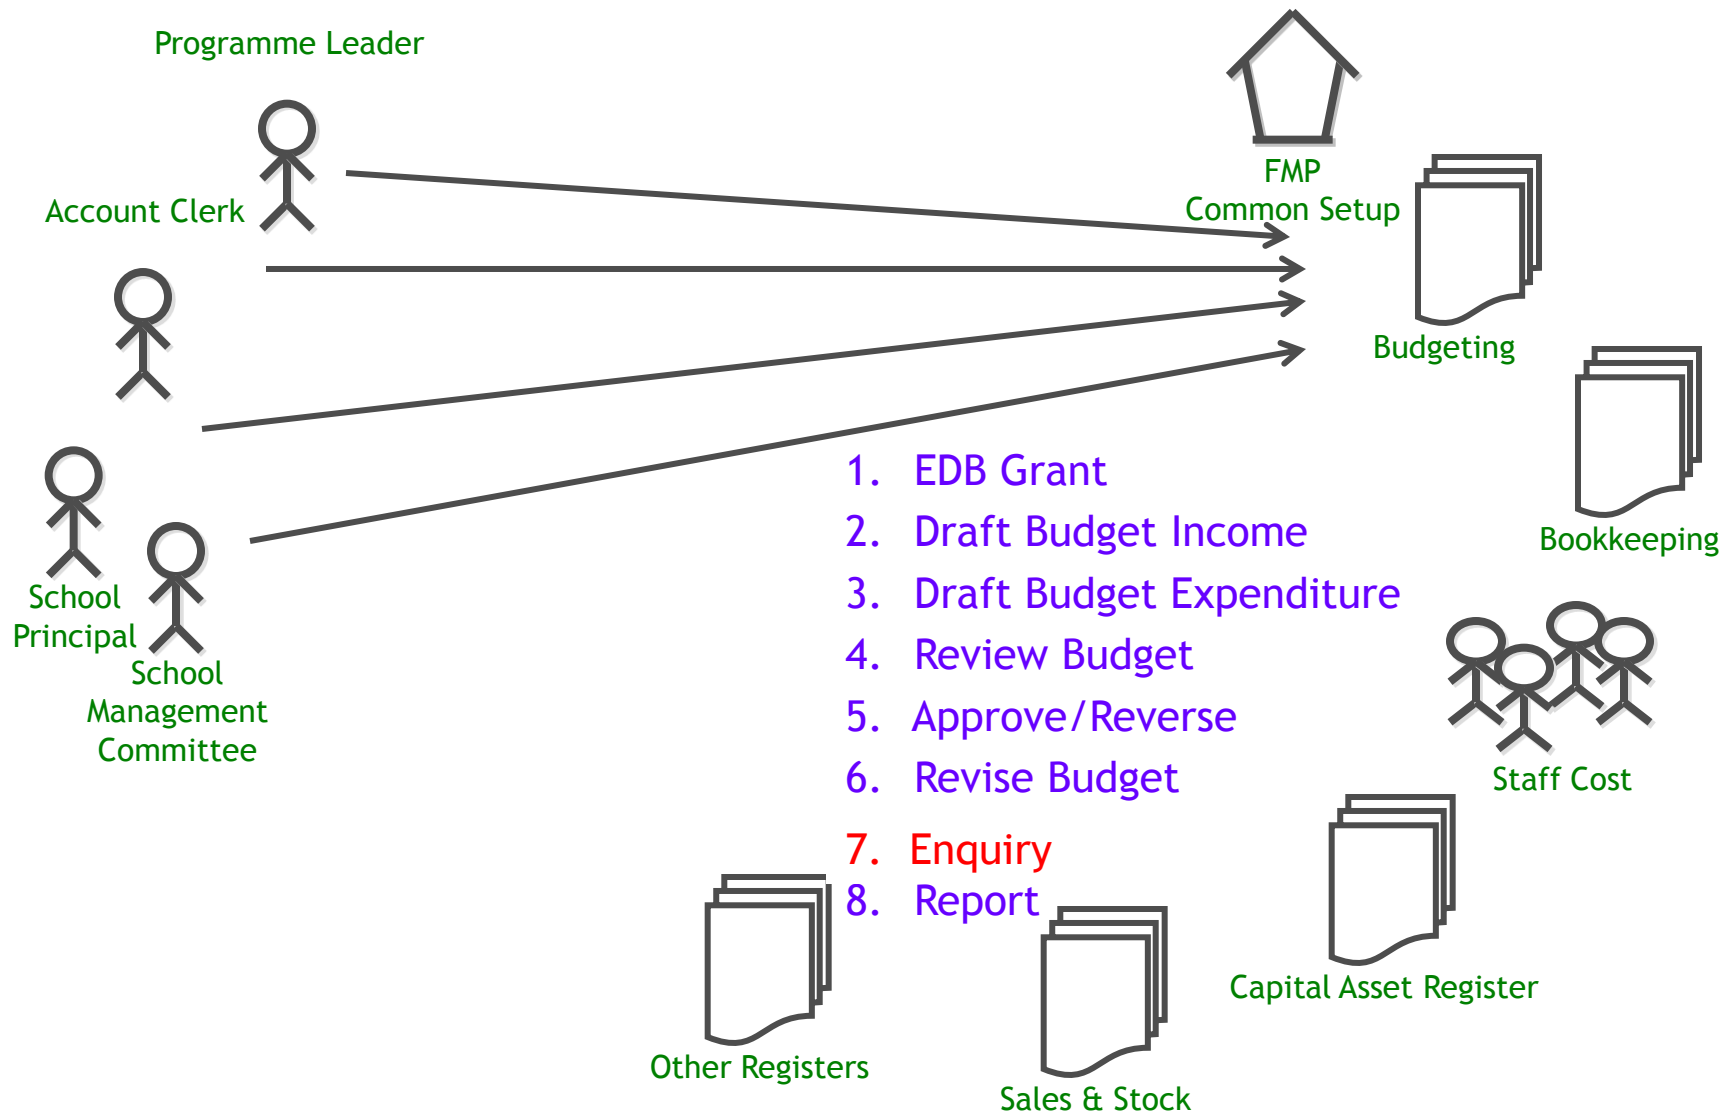 Programme Leader
Account Clerk
School
Principal
School
Management
Committee
FMP
Common Setup
Budgeting
Bookkeeping
Staff Cost
Capital Asset Register
Sales & Stock
Other Registers
1. EDB Grant
2. Draft Budget Income
3. Draft Budget Expenditure
4. Review Budget
5. Approve/Reverse
6. Revise Budget
7. Enquiry
8. Report